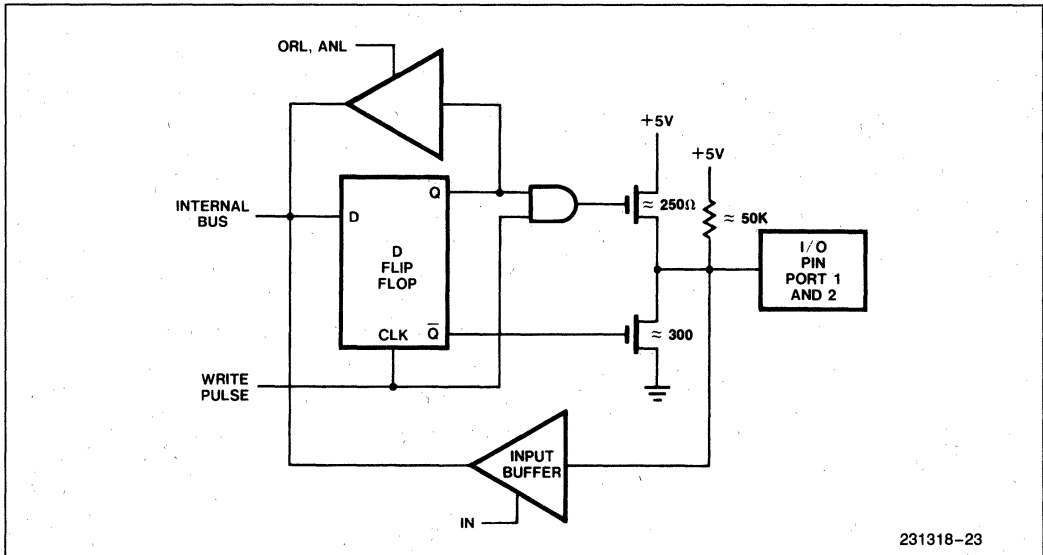 ORL, ANL
+5V
+5V
Q
≈ 250Ω
≈ 50K
INTERNAL
BUS
D
D
FLIP
FLOP
I/O
PIN
PORT 1
AND 2
CLK
Q̅
≈ 300
WRITE
PULSE
INPUT
BUFFER
IN
231318-23